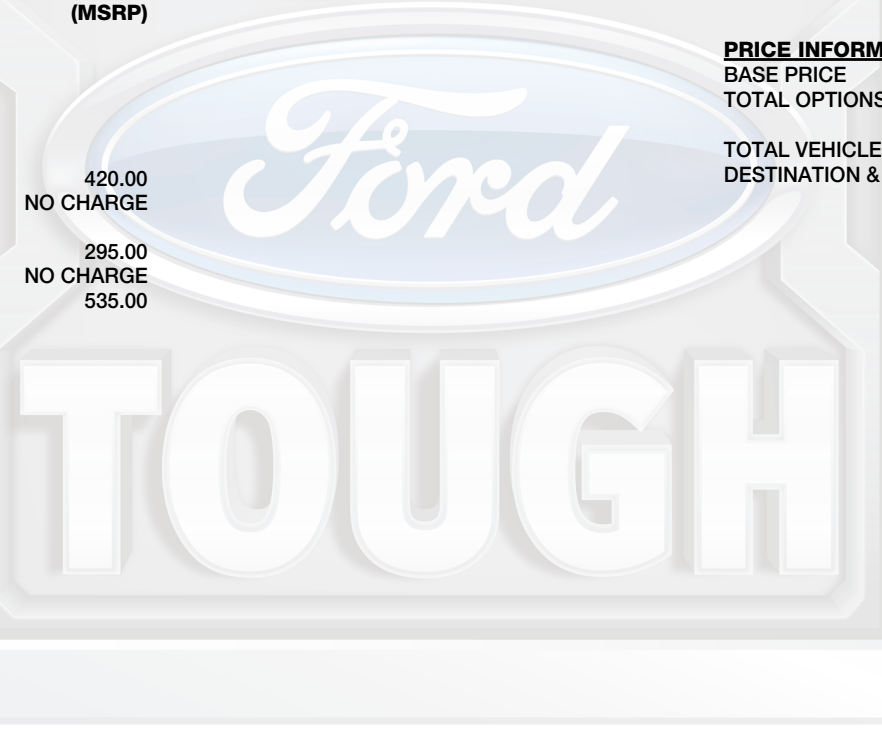 (MSRP)
420.00
NO CHARGE
295.00
NO CHARGE
535.00
PRICE INFORM
BASE PRICE
TOTAL OPTIONS
TOTAL VEHICLE
DESTINATION &
Ford
TOUGH